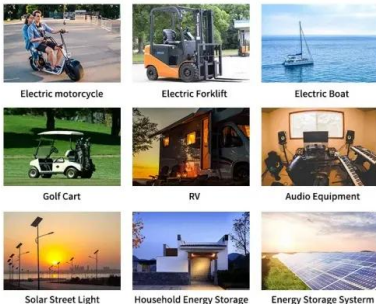 Electric motorcycle
Electric Forklift
Electric Boat
Golf Cart
RV
Audio Equipment
Solar Street Light
Household Energy Storage
Energy Storage Systerm